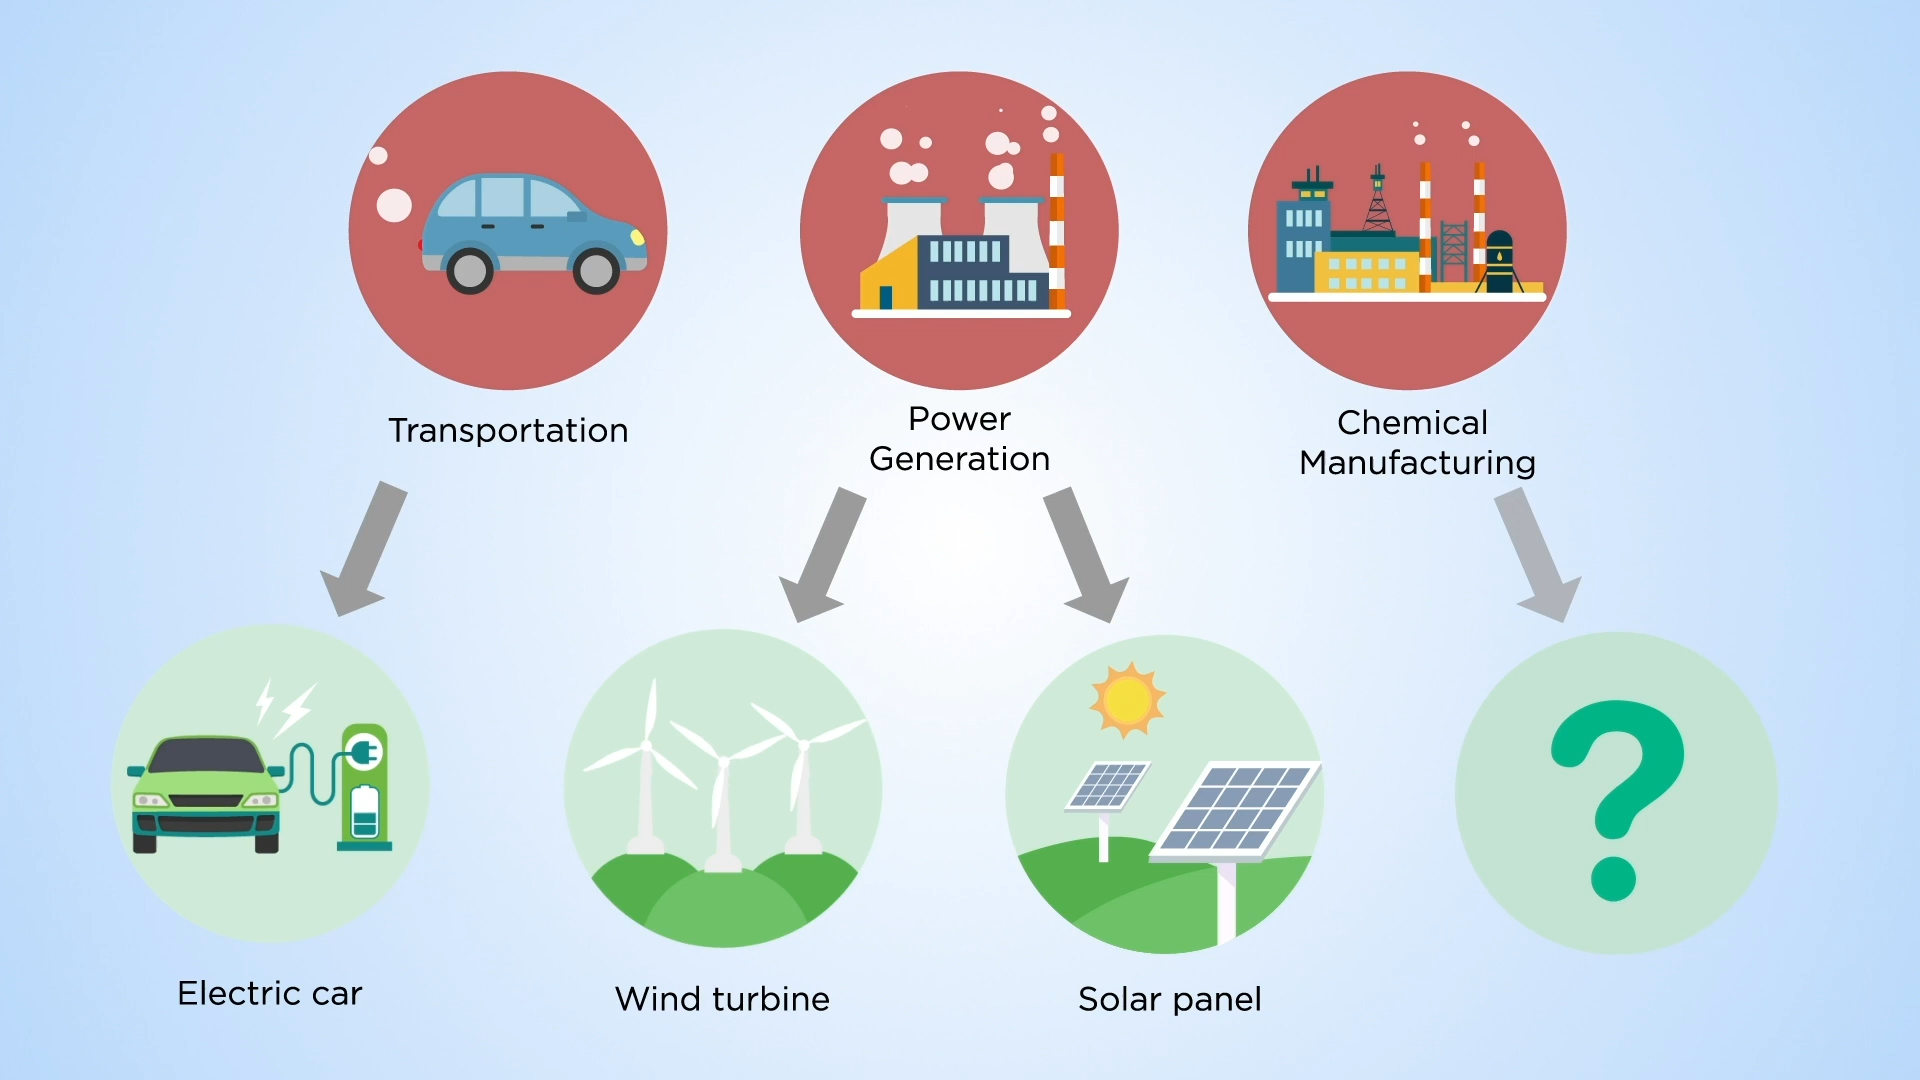 Transportation
Power
Generation
Chemical
Manufacturing
?
Electric car
Wind turbine
Solar panel